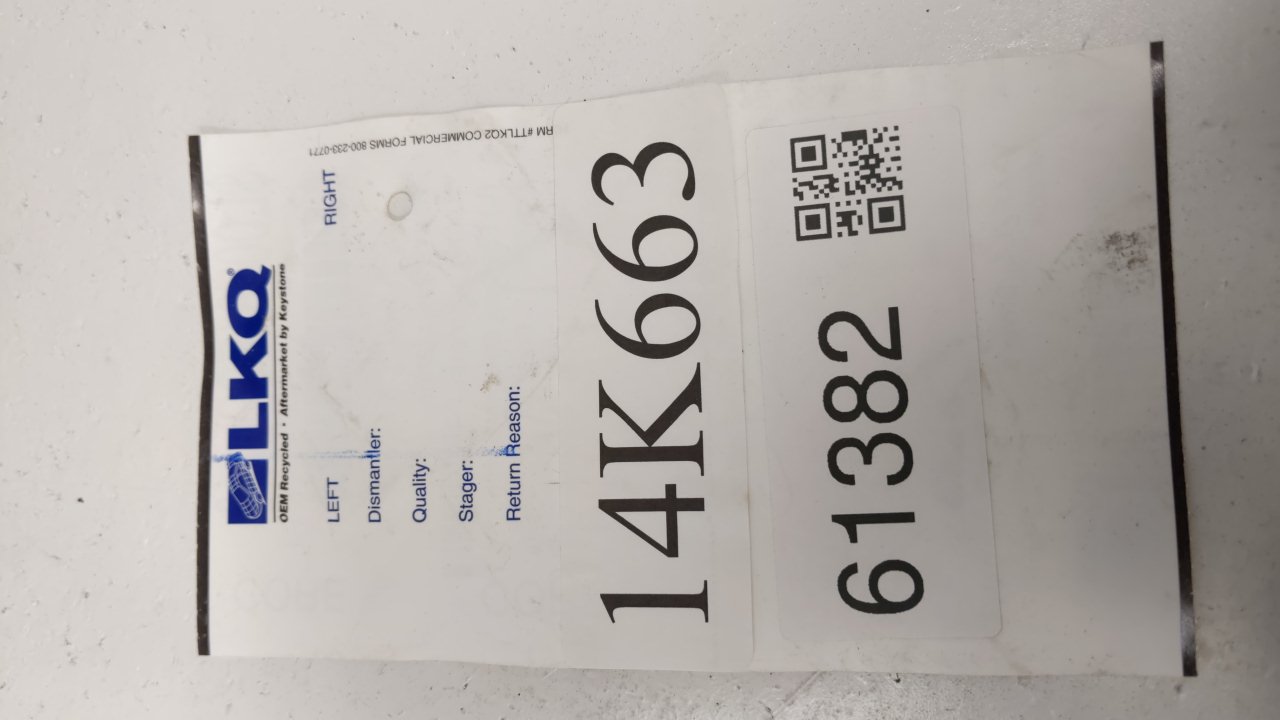 LKQ®
OEM Recycled • Aftermarket by Keystone
LEFT RIGHT
Dismantler:
Quality:
Stager:
Return Reason:
RM #TTLKQ2 COMMERCIAL FORMS 800-233-0771
14K663
61382